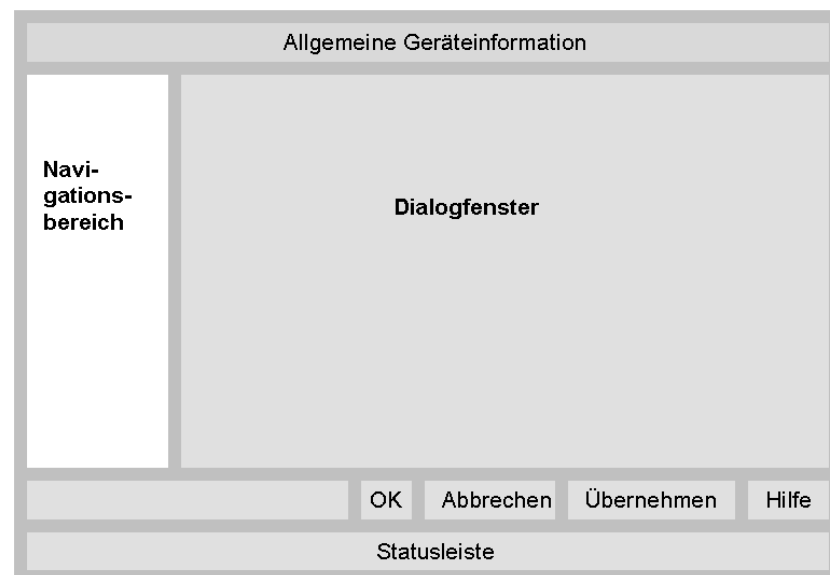 Allgemeine Geräteinformation
Navi-
gations-
bereich
Dialogfenster
OK Abbrechen Übernehmen Hilfe
Statusleiste